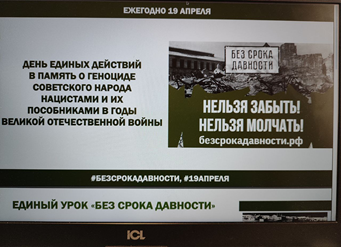 ЕЖЕГОДНО 19 АПРЕЛЯ
ДЕНЬ ЕДИНЫХ ДЕЙСТВИЙ
В ПАМЯТЬ О ГЕНОЦИДЕ
СОВЕТСКОГО НАРОДА
НАЦИСТАМИ И ИХ
ПОСОБНИКАМИ В ГОДЫ
ВЕЛИКОЙ ОТЕЧЕСТВЕННОЙ ВОЙНЫ
БЕЗ СРОКА
ДАВНОСТИ
НЕЛЬЗЯ ЗАБЫТЬ!
НЕЛЬЗЯ МОЛЧАТЬ!
безсрокадавности.рф
#БЕЗСРОКАДАВНОСТИ, #19АПРЕЛЯ
ЕДИНЫЙ УРОК «БЕЗ СРОКА ДАВНОСТИ»
ICL